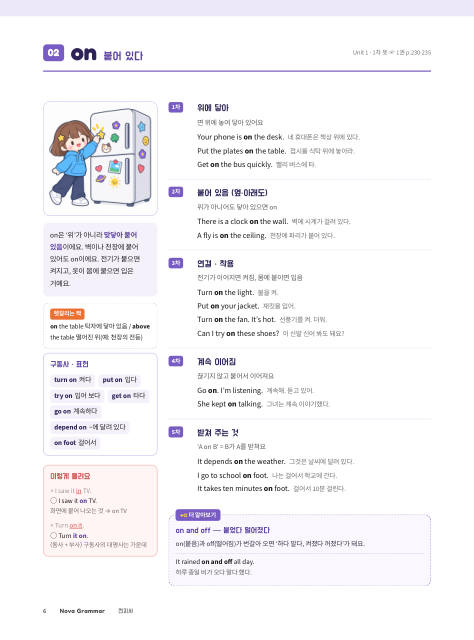 02 on 붙어 있다
Unit 1 · 1차 뜻 ☞ 1권 p.230-235
on은 '위'가 아니라 맞닿아 붙어
있음이에요. 벽이나 천장에 붙어
있어도 on이에요. 전기가 붙으면
켜지고, 옷이 몸에 붙으면 입은
거예요.
헷갈리는 짝
on the table 탁자에 닿아 있음 / above
the table 떨어진 위(예: 천장의 전등)
구동사 · 표현
turn on 켜다
put on 입다
try on 입어 보다
get on 타다
go on 계속하다
depend on ~에 달려 있다
on foot 걸어서
이렇게 틀려요
× I saw it in TV.
○ I saw it on TV.
화면에 붙어 나오는 것 → on TV
× Turn on it.
○ Turn it on.
(동사 + 부사) 구동사의 대명사는 가운데
1차
위에 닿아
면 위에 놓여 닿아 있어요
Your phone is on the desk. 네 휴대폰은 책상 위에 있다.
Put the plates on the table. 접시를 식탁 위에 놓아라.
Get on the bus quickly. 빨리 버스에 타.
2차
붙어 있음 (옆·아래도)
위가 아니어도 닿아 있으면 on
There is a clock on the wall. 벽에 시계가 걸려 있다.
A fly is on the ceiling. 천장에 파리가 붙어 있다.
3차
연결 · 착용
전기가 이어지면 켜짐, 몸에 붙이면 입음
Turn on the light. 불을 켜.
Put on your jacket. 재킷을 입어.
Turn on the fan. It's hot. 선풍기를 켜. 더워.
Can I try on these shoes? 이 신발 신어 봐도 돼요?
4차
계속 이어짐
끊기지 않고 붙어서 이어져요
Go on. I'm listening. 계속해. 듣고 있어.
She kept on talking. 그녀는 계속 이야기했다.
5차
받쳐 주는 것
'A on B' = B가 A를 받쳐요
It depends on the weather. 그것은 날씨에 달려 있다.
I go to school on foot. 나는 걸어서 학교에 간다.
It takes ten minutes on foot. 걸어서 10분 걸린다.
더 알아보기
on and off — 붙었다 떨어졌다
on(붙음)과 off(떨어짐)가 번갈아 오면 '하다 말다, 켜졌다 꺼졌다'가 돼요.
It rained on and off all day.
하루 종일 비가 오다 말다 했다.
6 Nova Grammar 전치사